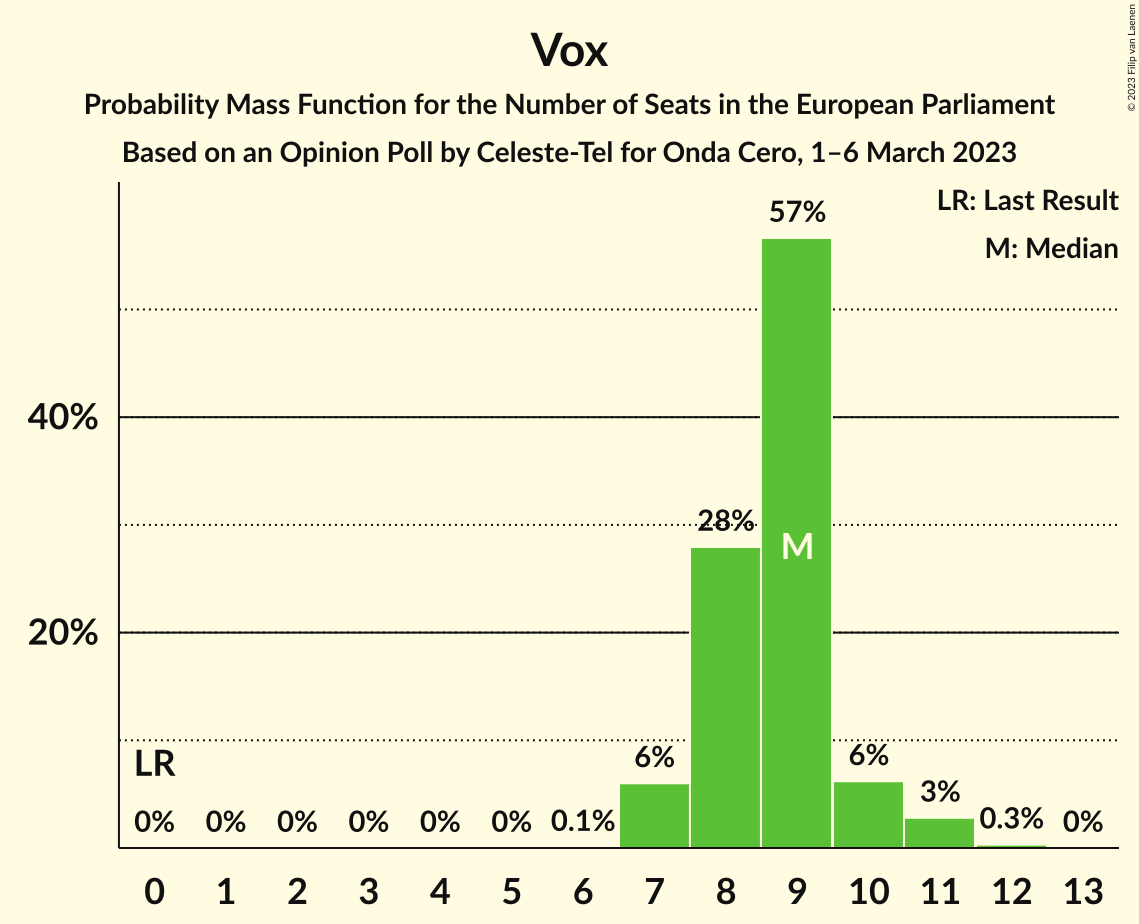 Vox
Probability Mass Function for the Number of Seats in the European Parliament
Based on an Opinion Poll by Celeste-Tel for Onda Cero, 1–6 March 2023
© 2023 Filip van Laenen
LR: Last Result
M: Median
57%
40%
28%
M
20%
LR
0% 0% 0% 0% 0% 0% 0.1% 6% 6% 3% 0.3% 0%
0 1 2 3 4 5 6 7 8 9 10 11 12 13